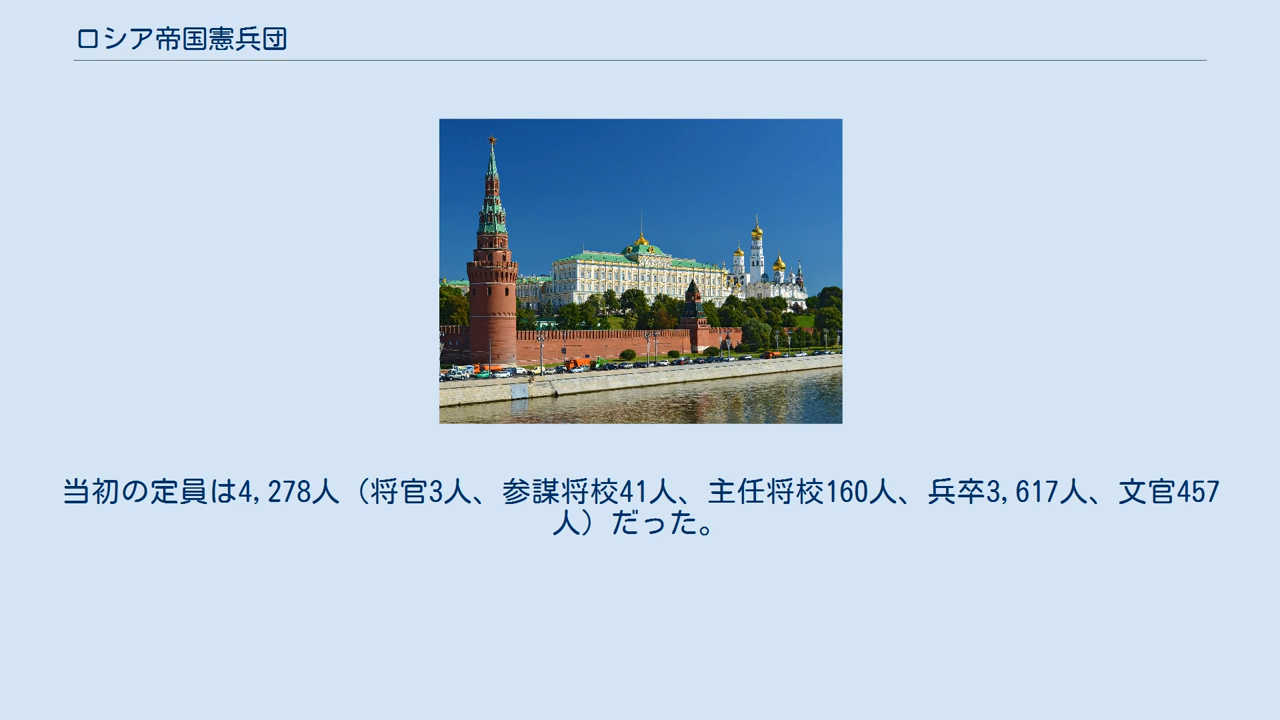 ロシア帝国憲兵団
当初の定員は4,278人（将官3人、参謀将校41人、主任将校160人、兵卒3,617人、文官457
人）だった。